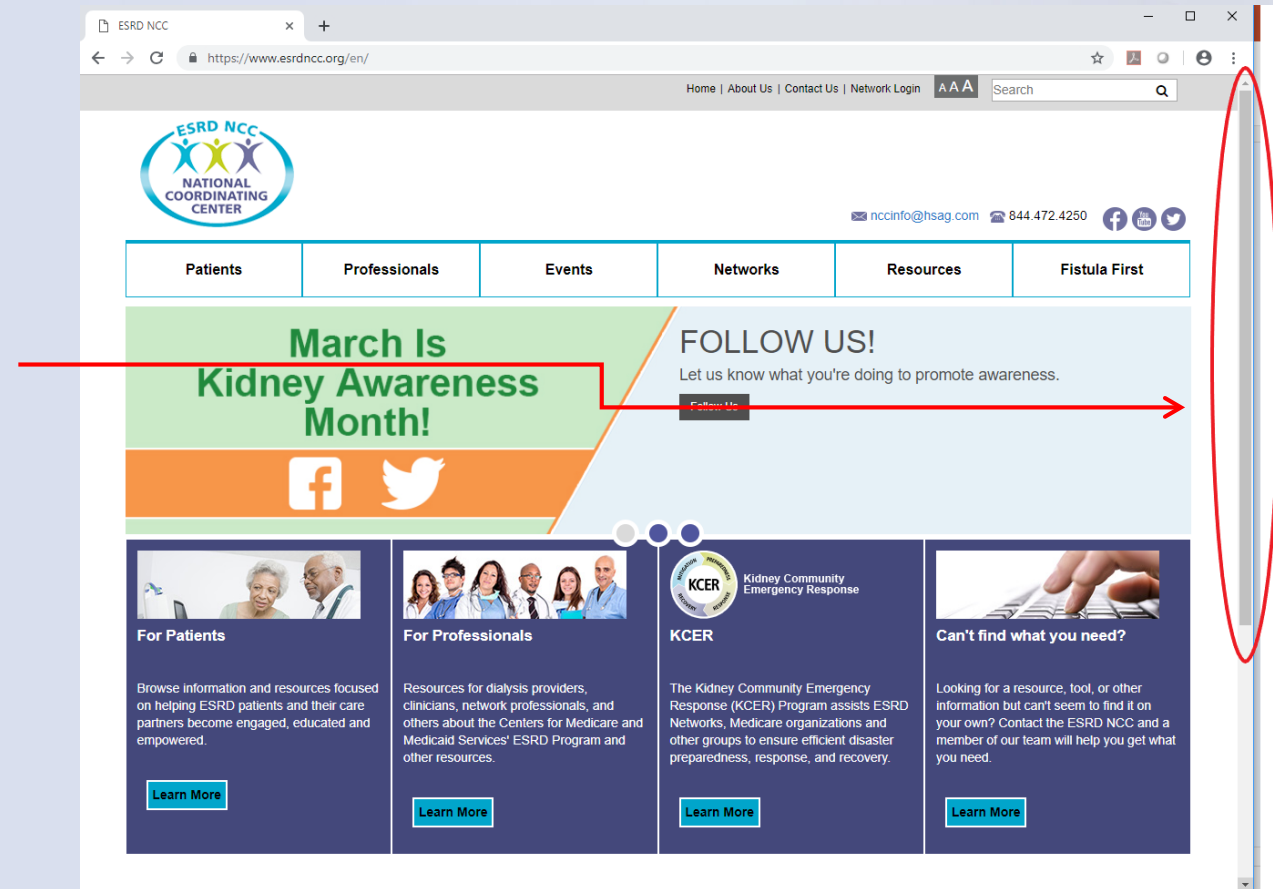 ESRD NCC
https://www.esrdncc.org/en/
Home | About Us | Contact Us | Network Login
A A A
Search
ESRD NCC
NATIONAL
COORDINATING
CENTER
nccinfo@hsag.com
844.472.4250
You
Tube
Patients
Professionals
Events
Networks
Resources
Fistula First
March Is
Kidney Awareness
Month!
FOLLOW US!
Let us know what you're doing to promote awareness.
Follow Us
For Patients
Browse information and resources focused
on helping ESRD patients and their care
partners become engaged, educated and
empowered.
Learn More
For Professionals
Resources for dialysis providers,
clinicians, network professionals, and
others about the Centers for Medicare and
Medicaid Services' ESRD Program and
other resources.
Learn More
MITIGATION
PREPAREDNESS
RESPONSE
RECOVERY
KCER
Kidney Community
Emergency Response
KCER
The Kidney Community Emergency
Response (KCER) Program assists ESRD
Networks, Medicare organizations and
other groups to ensure efficient disaster
preparedness, response, and recovery.
Learn More
Can't find what you need?
Looking for a resource, tool, or other
information but can't seem to find it on
your own? Contact the ESRD NCC and a
member of our team will help you get what
you need.
Learn More